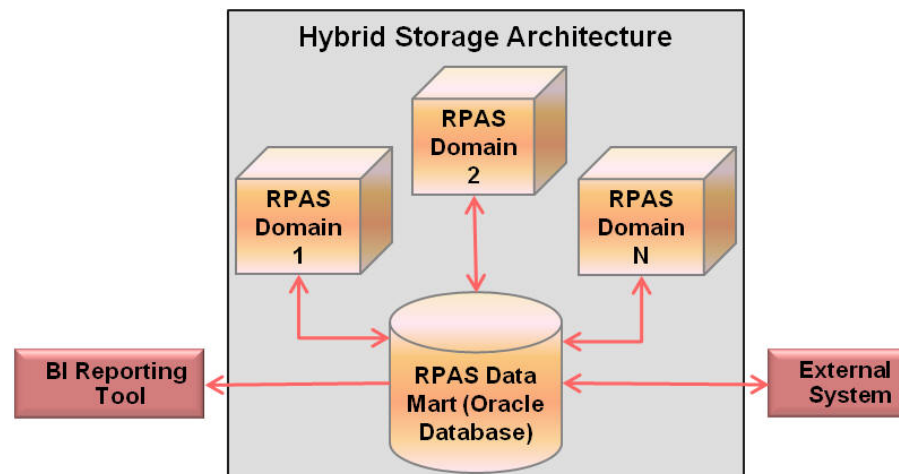 Hybrid Storage Architecture
RPAS
Domain
2
RPAS
Domain
1
RPAS
Domain
N
BI Reporting
Tool
RPAS Data
Mart (Oracle
Database)
External
System